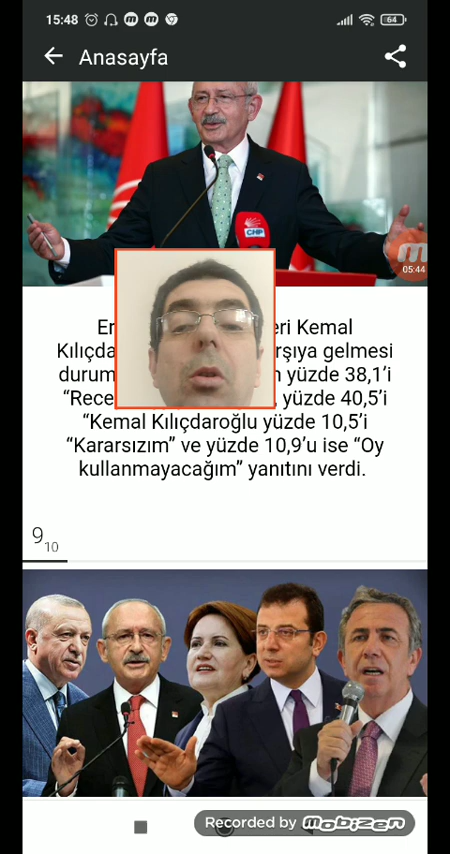 15:48
64
Anasayfa
CHP
m
05:44
Er eri Kemal
Kılıçda rşıya gelmesi
durum yüzde 38,1'i
“Rece , yüzde 40,5'i
“Kemal Kılıçdaroğlu yüzde 10,5'i
“Kararsızım” ve yüzde 10,9'u ise “Oy
kullanmayacağım” yanıtını verdi.
9
10
Recorded by mobizen